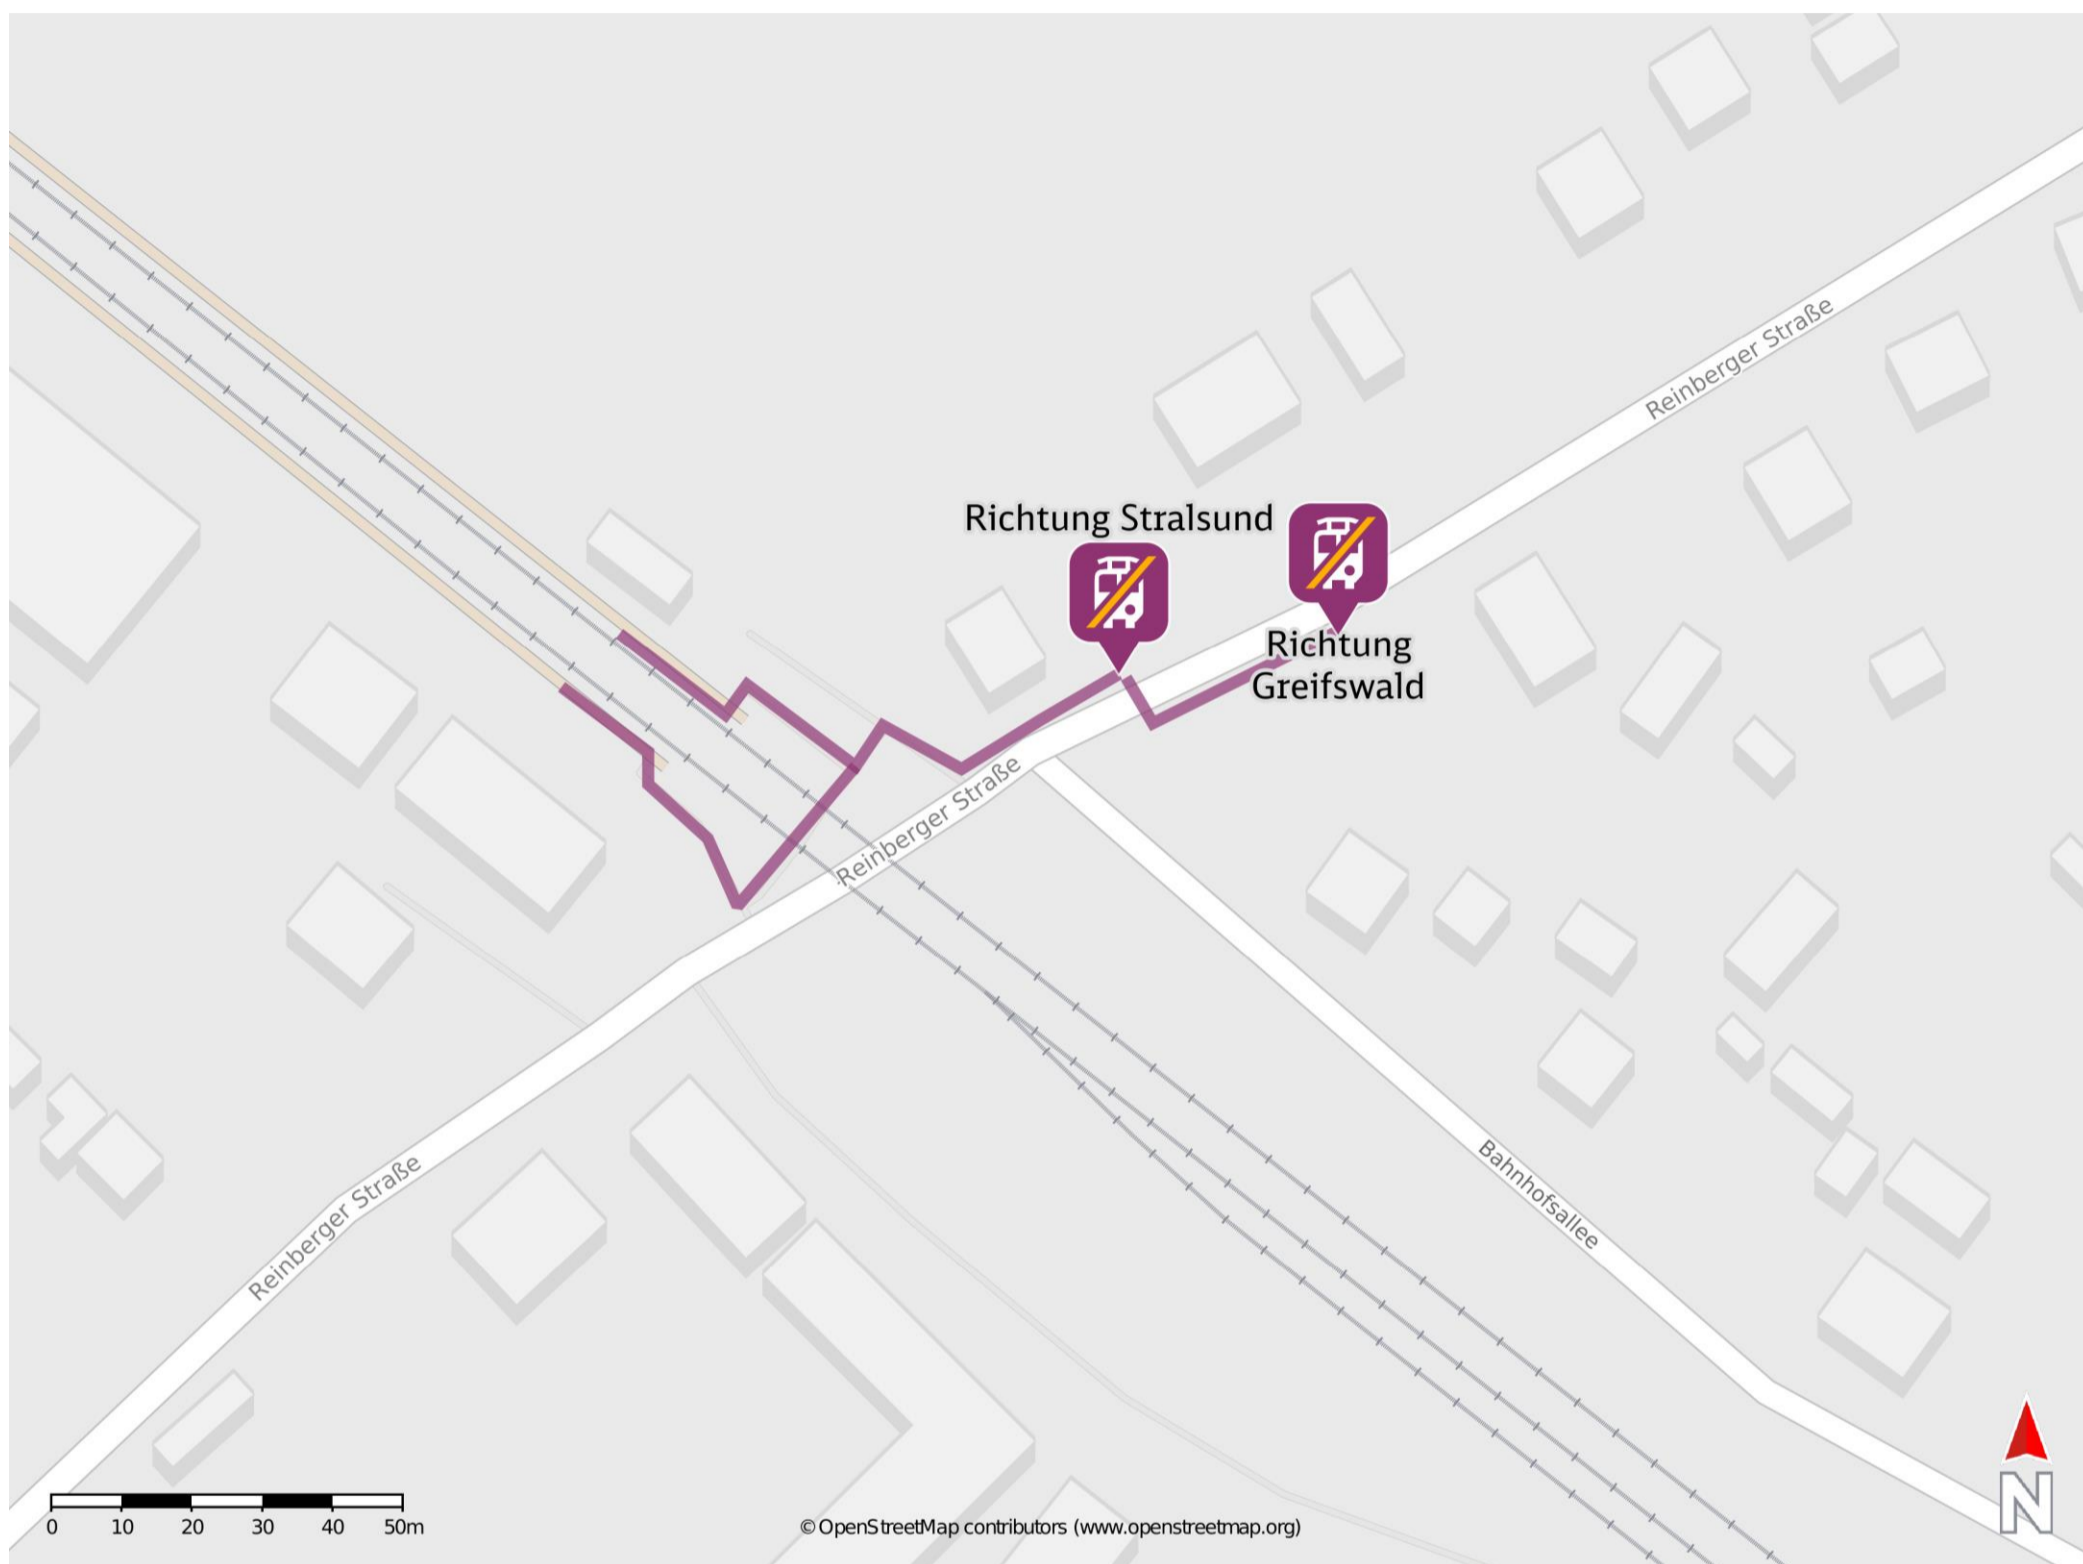 Reinberger Straße
Richtung Stralsund
Richtung
Greifswald
Reinberger Straße
Reinberger Straße
Bahnhofsallee
0 10 20 30 40 50m
© OpenStreetMap contributors (www.openstreetmap.org)
N